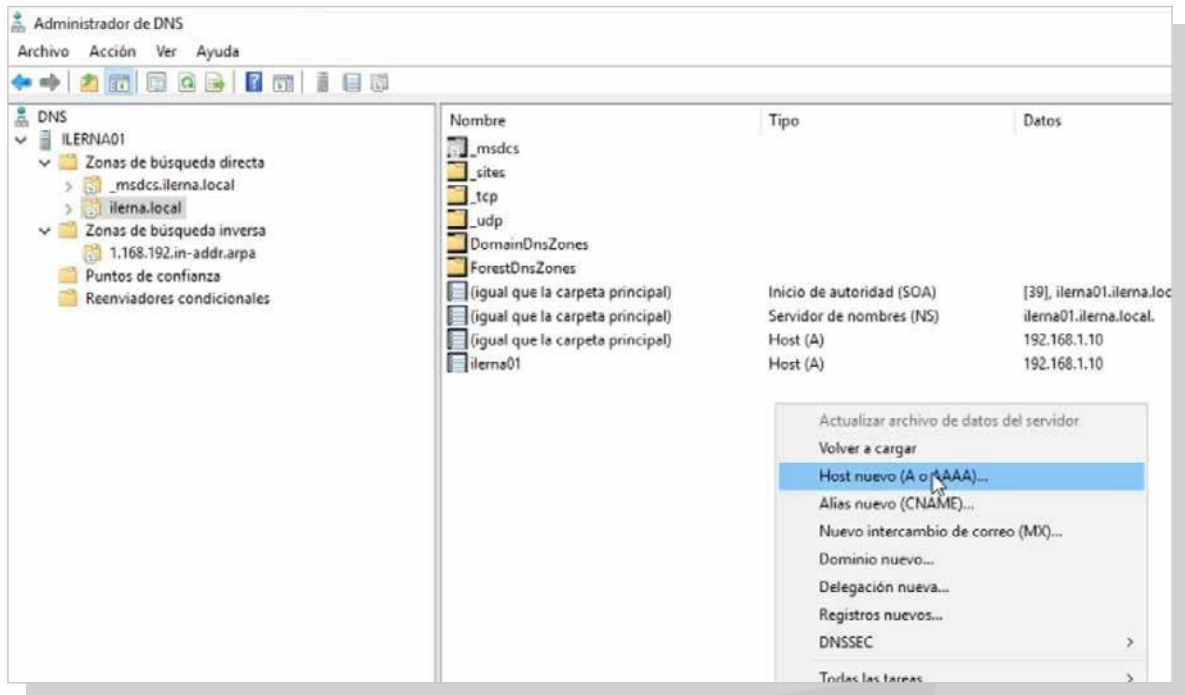 Administrador de DNS
Archivo Acción Ver Ayuda
DNS
ILERNA01
Zonas de búsqueda directa
_msdcs.ilerna.local
ilerna.local
Zonas de búsqueda inversa
1.168.192.in-addr.arpa
Puntos de confianza
Reenviadores condicionales
Nombre Tipo Datos
_msdcs
_sites
_tcp
_udp
DomainDnsZones
ForestDnsZones
(igual que la carpeta principal) Inicio de autoridad (SOA) [39], ilerna01.ilerna.loc
(igual que la carpeta principal) Servidor de nombres (NS) ilerna01.ilerna.local.
(igual que la carpeta principal) Host (A) 192.168.1.10
ilerna01 Host (A) 192.168.1.10
Actualizar archivo de datos del servidor
Volver a cargar
Host nuevo (A o AAAA)...
Alias nuevo (CNAME)...
Nuevo intercambio de correo (MX)...
Dominio nuevo...
Delegación nueva...
Registros nuevos...
DNSSEC
Todas las tareas